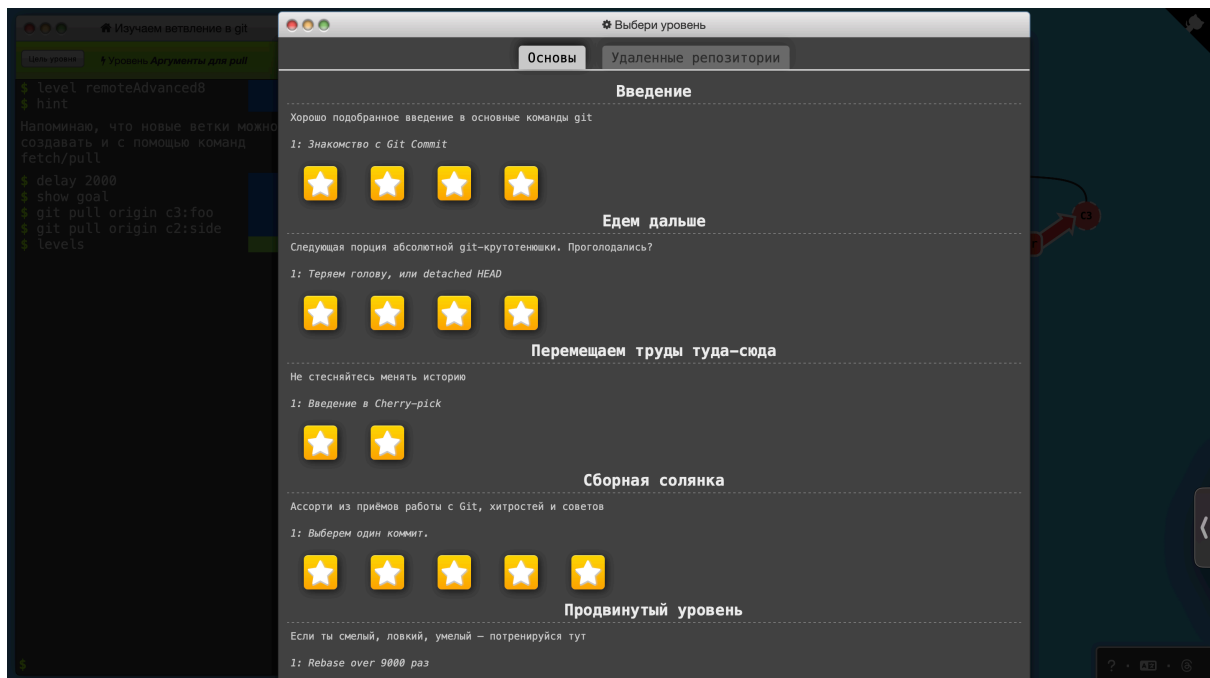 Изучаем ветвление в git
Выбери уровень
Цель уровня
Уровень Аргументы для pull
Основы
Удаленные репозитории
$ level remoteAdvanced8
$ hint
Напоминаю, что новые ветки можно
создавать и с помощью команд
fetch/pull
$ delay 2000
$ show goal
$ git pull origin c3:foo
$ git pull origin c2:side
$ levels
$
Введение
Хорошо подобранное введение в основные команды git
1: Знакомство с Git Commit
Едем дальше
Следующая порция абсолютной git-крутотенюшки. Проголодались?
1: Теряем голову, или detached HEAD
Перемещаем труды туда-сюда
Не стесняйтесь менять историю
1: Введение в Cherry-pick
Сборная солянка
Ассорти из приёмов работы с Git, хитростей и советов
1: Выберем один коммит.
Продвинутый уровень
Если ты смелый, ловкий, умелый — потренируйся тут
1: Rebase over 9000 раз
C3
?